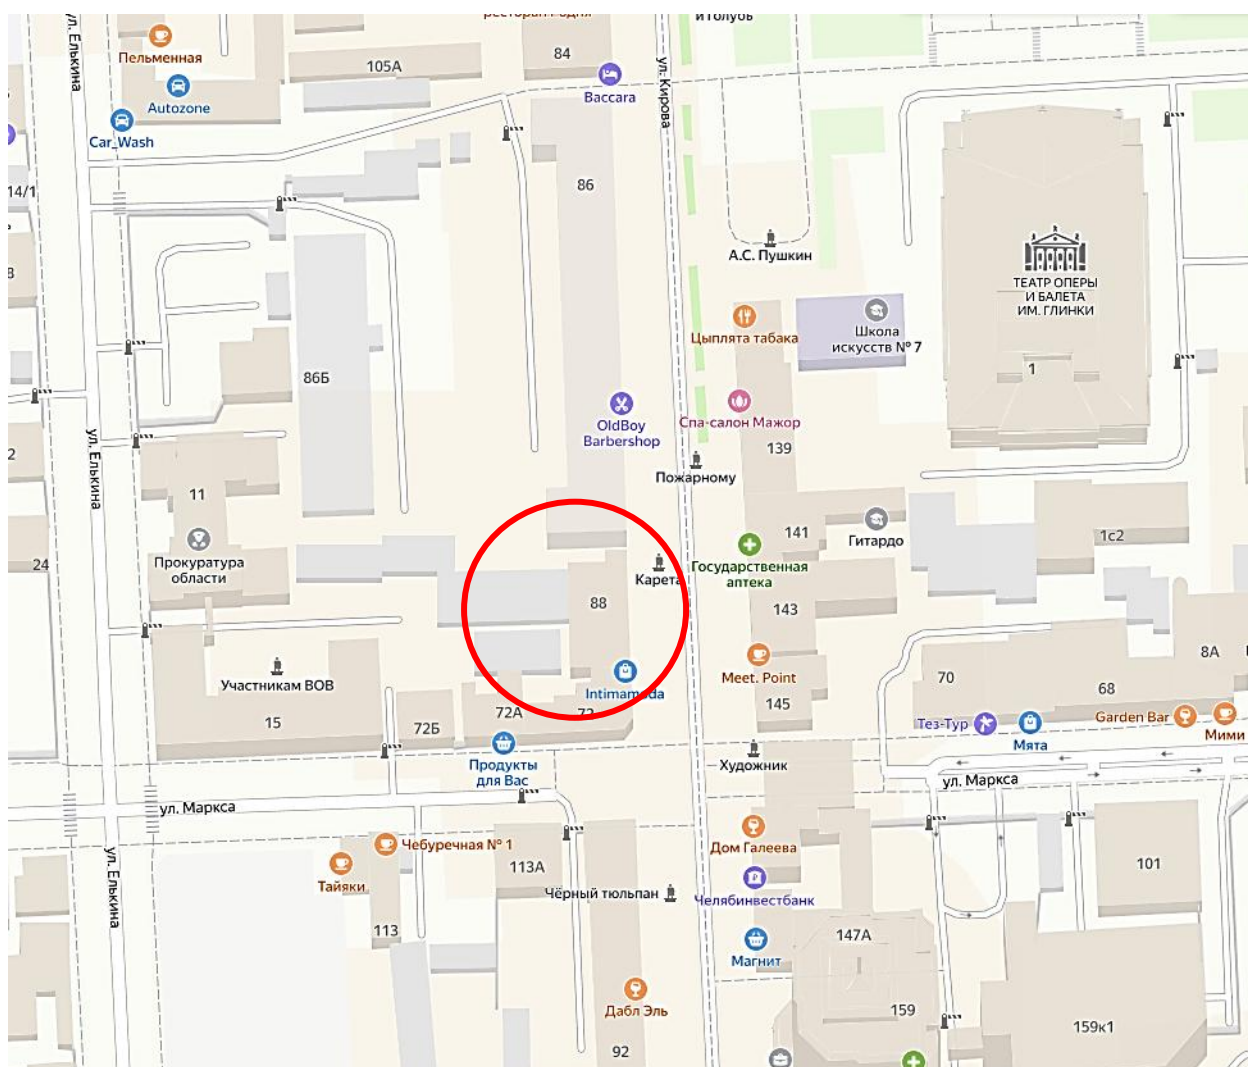 ресторан Родня
и голубь
ул. Елькина
Пельменная
105А
84
ул. Кирова
Autozone
Baccara
Car_Wash
14/1
86
А.С. Пушкин
ТЕАТР ОПЕРЫ
И БАЛЕТА
ИМ. ГЛИНКИ
8
Цыплята табака
Школа
искусств № 7
86Б
1
OldBoy
Barbershop
Спа-салон Мажор
ул. Елькина
2
139
Пожарному
11
141
Гитардо
1с2
Прокуратура
области
24
Карета
Государственная
аптека
88
143
8А
Участникам ВОВ
Intimamoda
Meet. Point
70
68
15
72Б
72А
72
145
Тез-Тур
Мята
Garden Bar
Мими
Продукты
для Вас
Художник
ул. Маркса
ул. Маркса
Чебуречная № 1
Дом Галеева
ул. Елькина
Тайяки
113А
101
Чёрный тюльпан
Челябинвестбанк
113
147А
Магнит
Дабл Эль
159
159к1
92